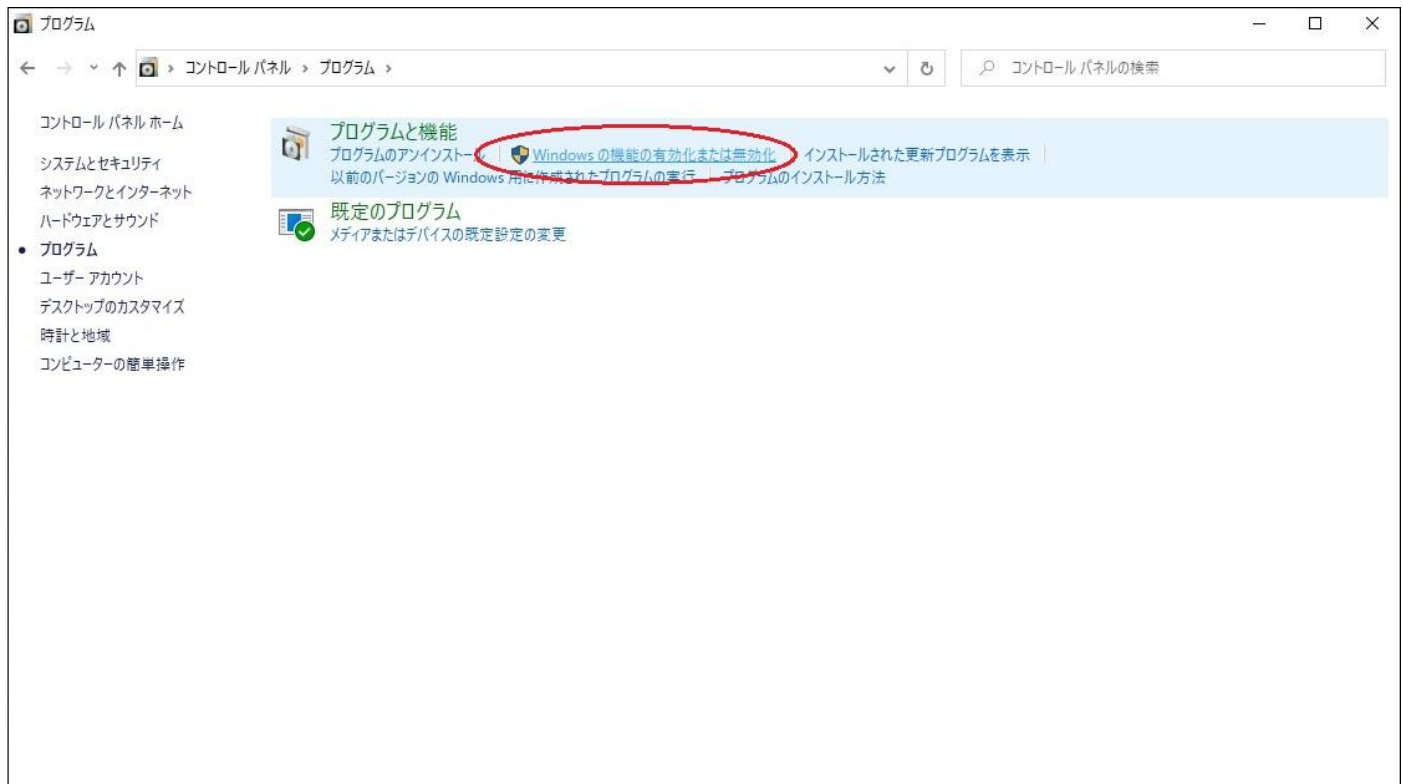 プログラム
コントロール パネル › プログラム ›
コントロール パネルの検索
コントロール パネル ホーム
システムとセキュリティ
ネットワークとインターネット
ハードウェアとサウンド
プログラム
ユーザー アカウント
デスクトップのカスタマイズ
時計と地域
コンピューターの簡単操作
プログラムと機能
プログラムのアンインストール Windows の機能の有効化または無効化 インストールされた更新プログラムを表示
以前のバージョンの Windows 用に作成されたプログラムの実行 プログラムのインストール方法
既定のプログラム
メディアまたはデバイスの既定設定の変更